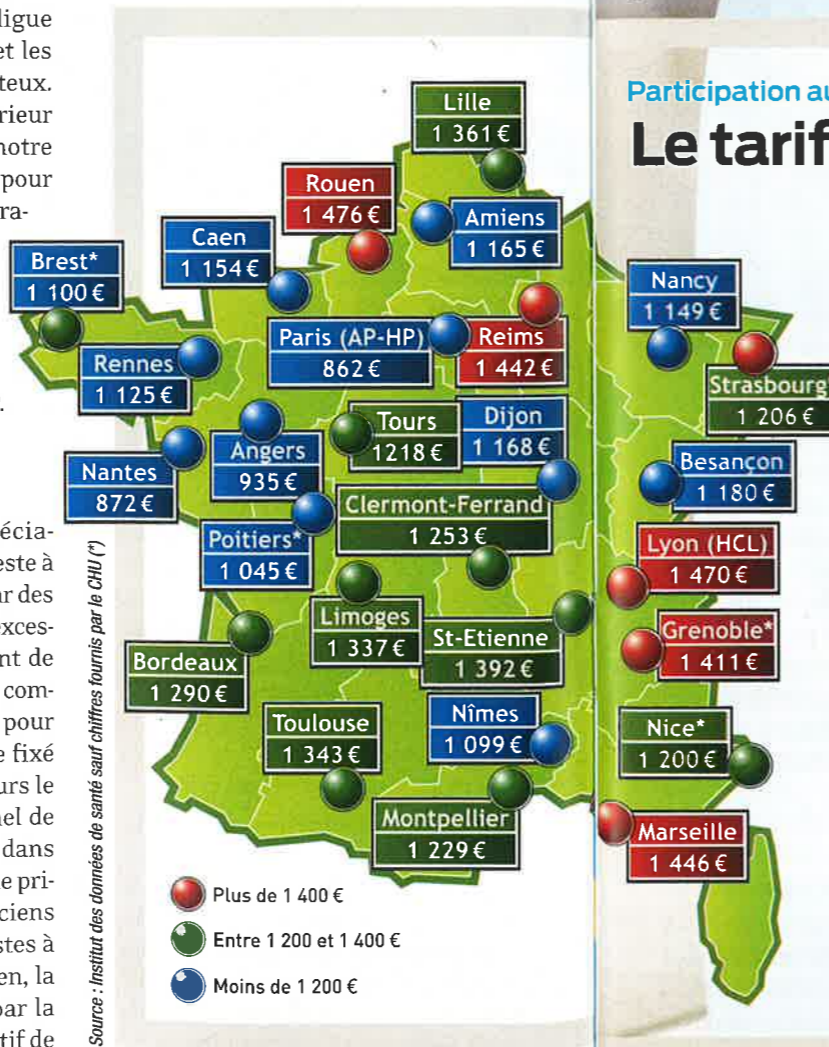 ligue
et les
teux.
rieur
notre
pour
ra-
écia-
este à
ar des
exces-
nt de
com-
pour
e fixé
urs le
nel de
dans
e pri-
ciens
stes à
en, la
par la
tif de
Participation au
Le tarif
Lille
1 361 €
Rouen
1 476 €
Amiens
1 165 €
Caen
1 154 €
Brest*
1 100 €
Nancy
1 149 €
Paris (AP-HP)
862 €
Reims
1 442 €
Rennes
1 125 €
Strasbourg
1 206 €
Tours
1218 €
Dijon
1 168 €
Angers
935 €
Nantes
872 €
Besançon
1 180 €
Clermont-Ferrand
1 253 €
Poitiers*
1 045 €
Lyon (HCL)
1 470 €
Limoges
1 337 €
St-Etienne
1 392 €
Grenoble*
1 411 €
Bordeaux
1 290 €
Toulouse
1 343 €
Nîmes
1 099 €
Nice*
1 200 €
Montpellier
1 229 €
Marseille
1 446 €
Plus de 1 400 €
Entre 1 200 et 1 400 €
Moins de 1 200 €
Source : Institut des données de santé sauf chiffres fournis par le CHU (*)